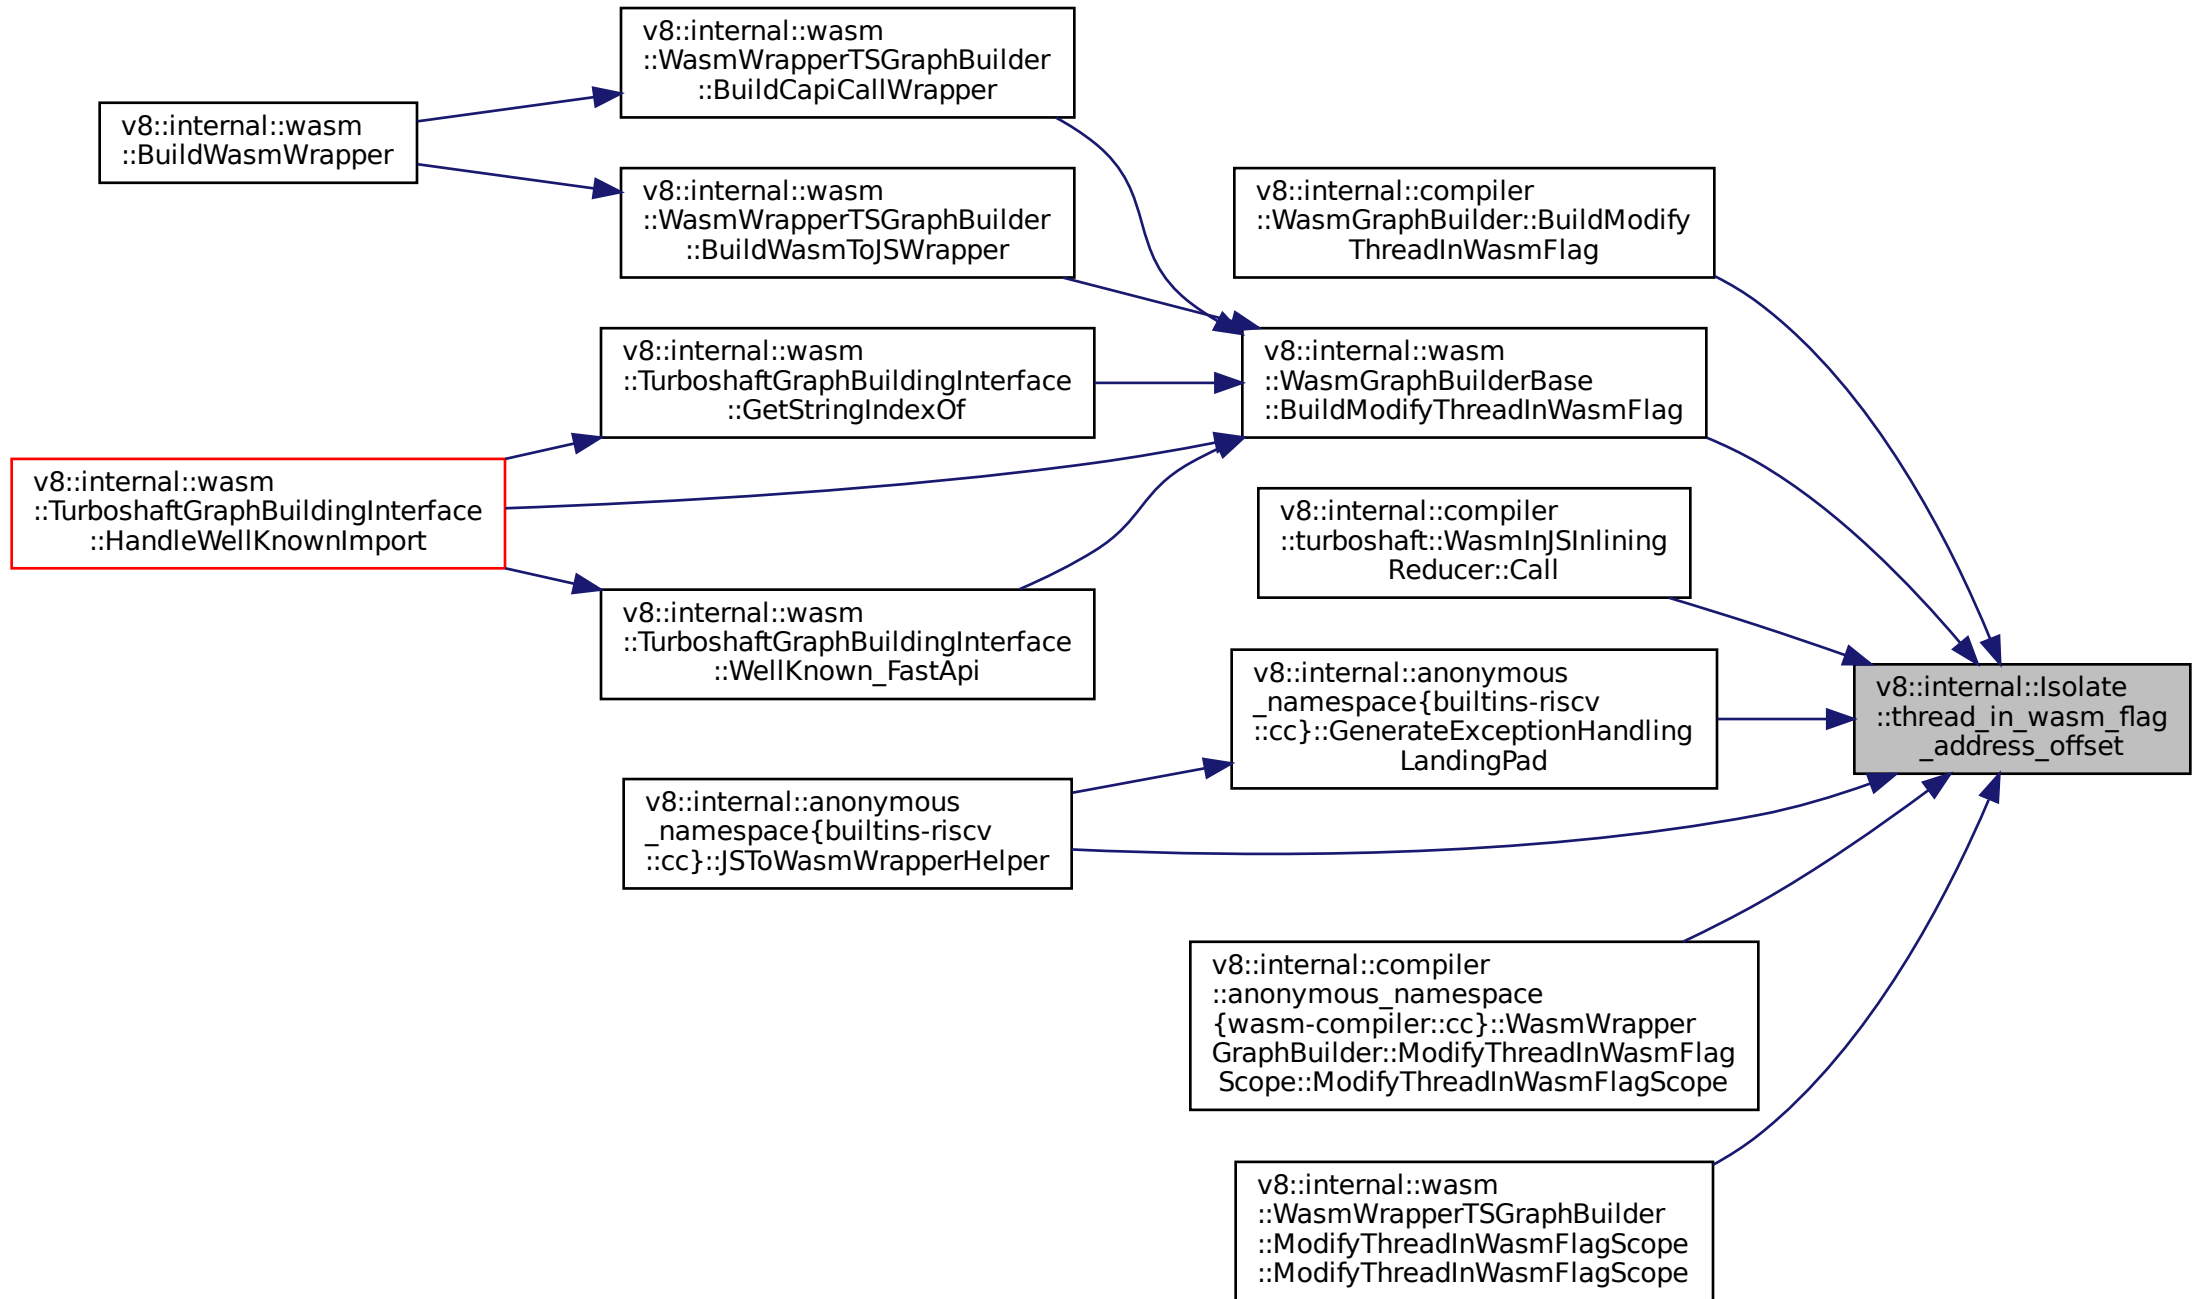 v8::internal::wasm
::WasmWrapperTSGraphBuilder
::BuildCapiCallWrapper
v8::internal::wasm
::BuildWasmWrapper
v8::internal::wasm
::WasmWrapperTSGraphBuilder
::BuildWasmToJSWrapper
v8::internal::compiler
::WasmGraphBuilder::BuildModify
ThreadInWasmFlag
v8::internal::wasm
::TurboshaftGraphBuildingInterface
::GetStringIndexOf
v8::internal::wasm
::WasmGraphBuilderBase
::BuildModifyThreadInWasmFlag
v8::internal::wasm
::TurboshaftGraphBuildingInterface
::HandleWellKnownImport
v8::internal::compiler
::turboshaft::WasmInJSInlining
Reducer::Call
v8::internal::wasm
::TurboshaftGraphBuildingInterface
::WellKnown_FastApi
v8::internal::anonymous
_namespace{builtins-riscv
::cc}::GenerateExceptionHandling
LandingPad
v8::internal::Isolate
::thread_in_wasm_flag
_address_offset
v8::internal::anonymous
_namespace{builtins-riscv
::cc}::JSToWasmWrapperHelper
v8::internal::compiler
::anonymous_namespace
{wasm-compiler::cc}::WasmWrapper
GraphBuilder::ModifyThreadInWasmFlag
Scope::ModifyThreadInWasmFlagScope
v8::internal::wasm
::WasmWrapperTSGraphBuilder
::ModifyThreadInWasmFlagScope
::ModifyThreadInWasmFlagScope